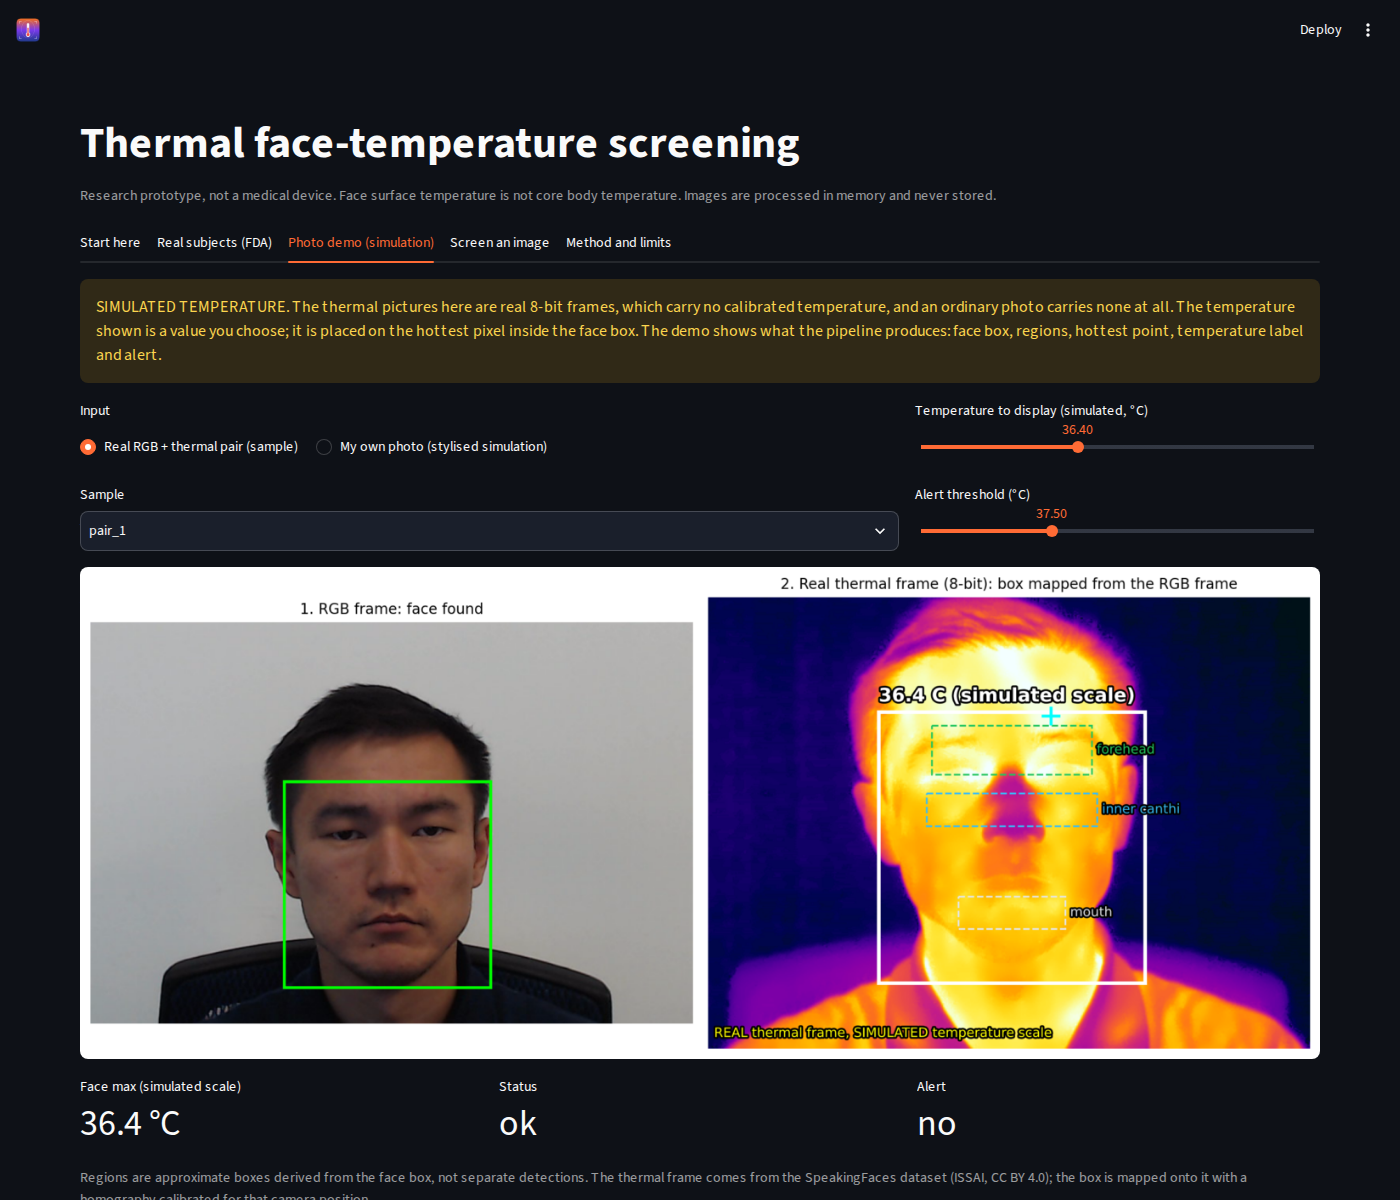 Deploy
Thermal face-temperature screening
Research prototype, not a medical device. Face surface temperature is not core body temperature. Images are processed in memory and never stored.
Start here Real subjects (FDA) Photo demo (simulation) Screen an image Method and limits
SIMULATED TEMPERATURE. The thermal pictures here are real 8-bit frames, which carry no calibrated temperature, and an ordinary photo carries none at all. The temperature
shown is a value you choose; it is placed on the hottest pixel inside the face box. The demo shows what the pipeline produces: face box, regions, hottest point, temperature label
and alert.
Input
Real RGB + thermal pair (sample) My own photo (stylised simulation)
Temperature to display (simulated, °C)
36.40
Sample
pair_1
Alert threshold (°C)
37.50
1. RGB frame: face found
2. Real thermal frame (8-bit): box mapped from the RGB frame
36.4 C (simulated scale)
forehead
inner canthi
mouth
REAL thermal frame, SIMULATED temperature scale
Face max (simulated scale)
36.4 °C
Status
ok
Alert
no
Regions are approximate boxes derived from the face box, not separate detections. The thermal frame comes from the SpeakingFaces dataset (ISSAI, CC BY 4.0); the box is mapped onto it with a
homography calibrated for that camera position.